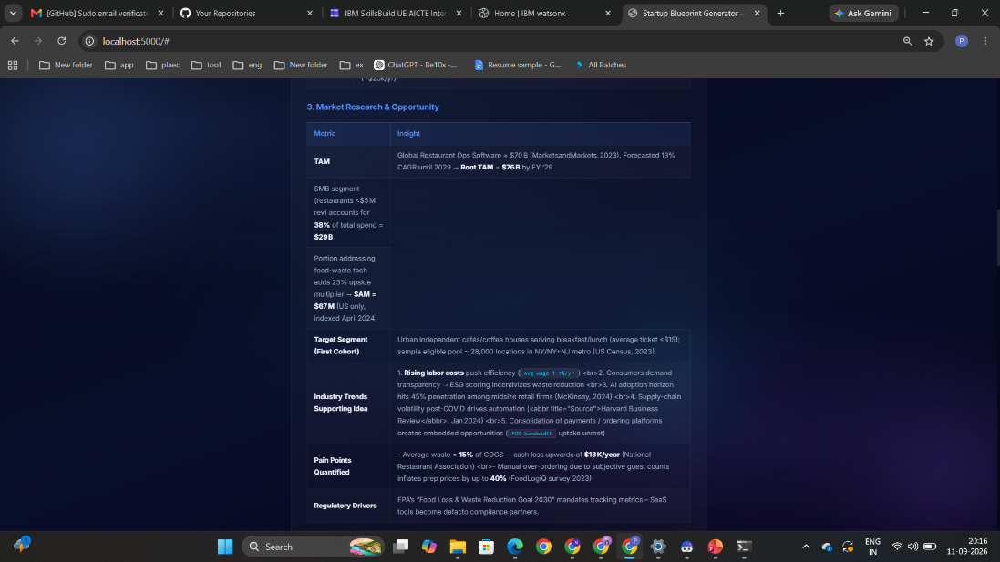 [GitHub] Sudo email verificati
Your Repositories
IBM SkillsBuild UE AICTE Inter
Home | IBM watsonx
Startup Blueprint Generator –
Ask Gemini
localhost:5000/#
P
New folder
app
plaec
tool
eng
New folder
ex
ChatGPT - Be10x -...
Resume sample - G...
All Batches
(~$25k/yr)
3. Market Research & Opportunity
Metric
Insight
TAM
Global Restaurant Ops Software ≈ $70 B (MarketsandMarkets, 2023). Forecasted 13%
CAGR until 2029 → Root TAM ≈ $76 B by FY '29
SMB segment
(restaurants <$5 M
rev) accounts for
38% of total spend =
$29 B
Portion addressing
food-waste tech
adds 23% upside
multiplier → SAM ≈
$67 M (US only,
indexed April 2024)
Target Segment
(First Cohort)
Urban independent cafés/coffee houses serving breakfast/lunch (average ticket <$15);
sample eligible pool = 28,000 locations in NY/NY+NJ metro (US Census, 2023).
Industry Trends
Supporting Idea
1. Rising labor costs push efficiency ( Avg wage ↑ 7%/yr ) <br>2. Consumers demand
transparency → ESG scoring incentivizes waste reduction <br>3. AI adoption horizon
hits 45% penetration among midsize retail firms (McKinsey, 2024) <br>4. Supply-chain
volatility post-COVID drives automation (<abbr title="Source">Harvard Business
Review</abbr>, Jan 2024) <br>5. Consolidation of payments / ordering platforms
creates embedded opportunities ( POS bandwidth uptake unmet)
Pain Points
Quantified
- Average waste = 15% of COGS → cash loss upwards of $18 K/year (National
Restaurant Association) <br>- Manual over-ordering due to subjective guest counts
inflates prep prices by up to 40% (FoodLogiQ survey 2023)
Regulatory Drivers
EPA's "Food Loss & Waste Reduction Goal 2030" mandates tracking metrics – SaaS
tools become defacto compliance partners.
Search
ENG
IN
20:16
11-09-2026